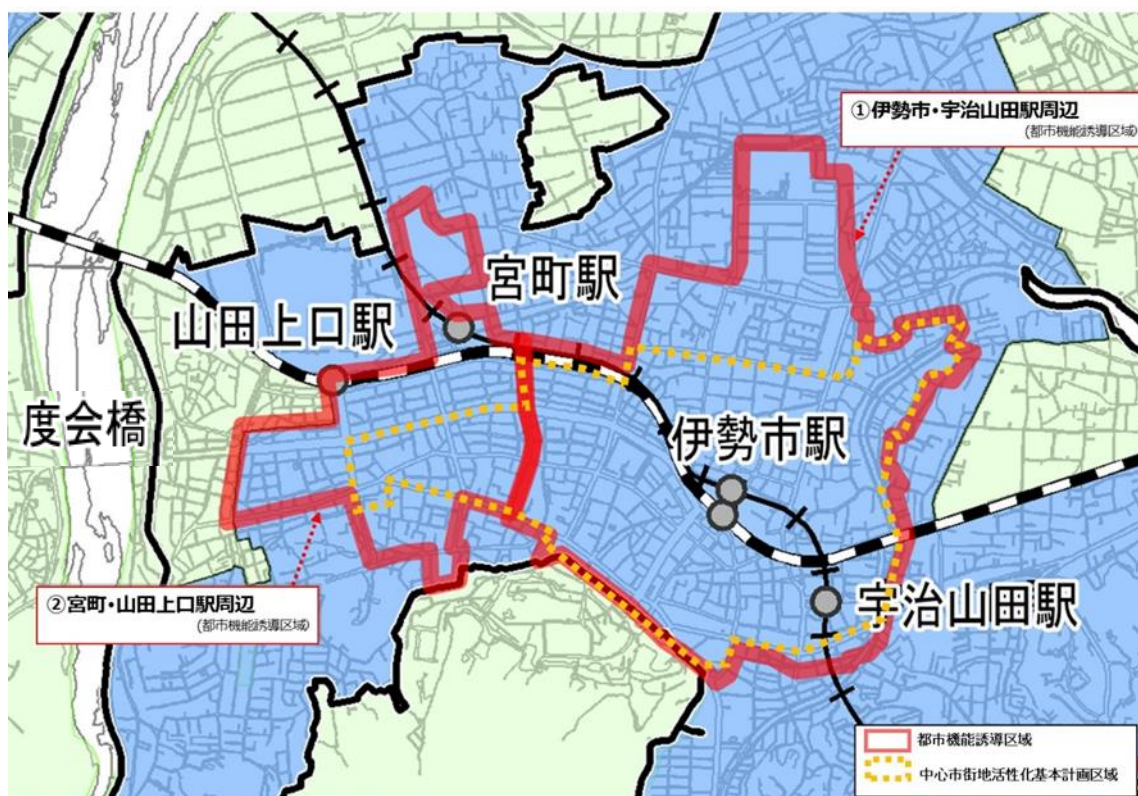 ①伊勢市・宇治山田駅周辺
(都市機能誘導区域)
宮町駅
山田上口駅
度会橋
伊勢市駅
宇治山田駅
②宮町・山田上口駅周辺
(都市機能誘導区域)
都市機能誘導区域
中心市街地活性化基本計画区域